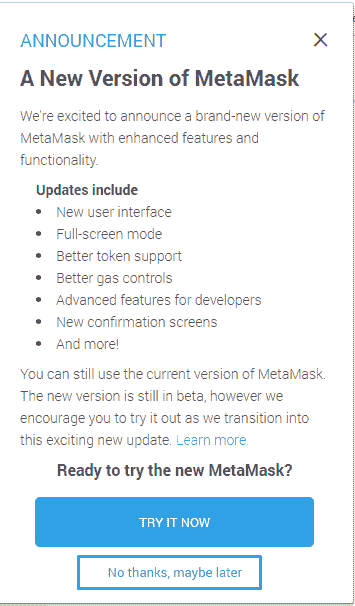 ANNOUNCEMENT
A New Version of MetaMask
We're excited to announce a brand-new version of
MetaMask with enhanced features and
functionality.
Updates include
• New user interface
• Full-screen mode
• Better token support
• Better gas controls
• Advanced features for developers
• New confirmation screens
• And more!
You can still use the current version of MetaMask.
The new version is still in beta, however we
encourage you to try it out as we transition into
this exciting new update. Learn more.
Ready to try the new MetaMask?
TRY IT NOW
No thanks, maybe later